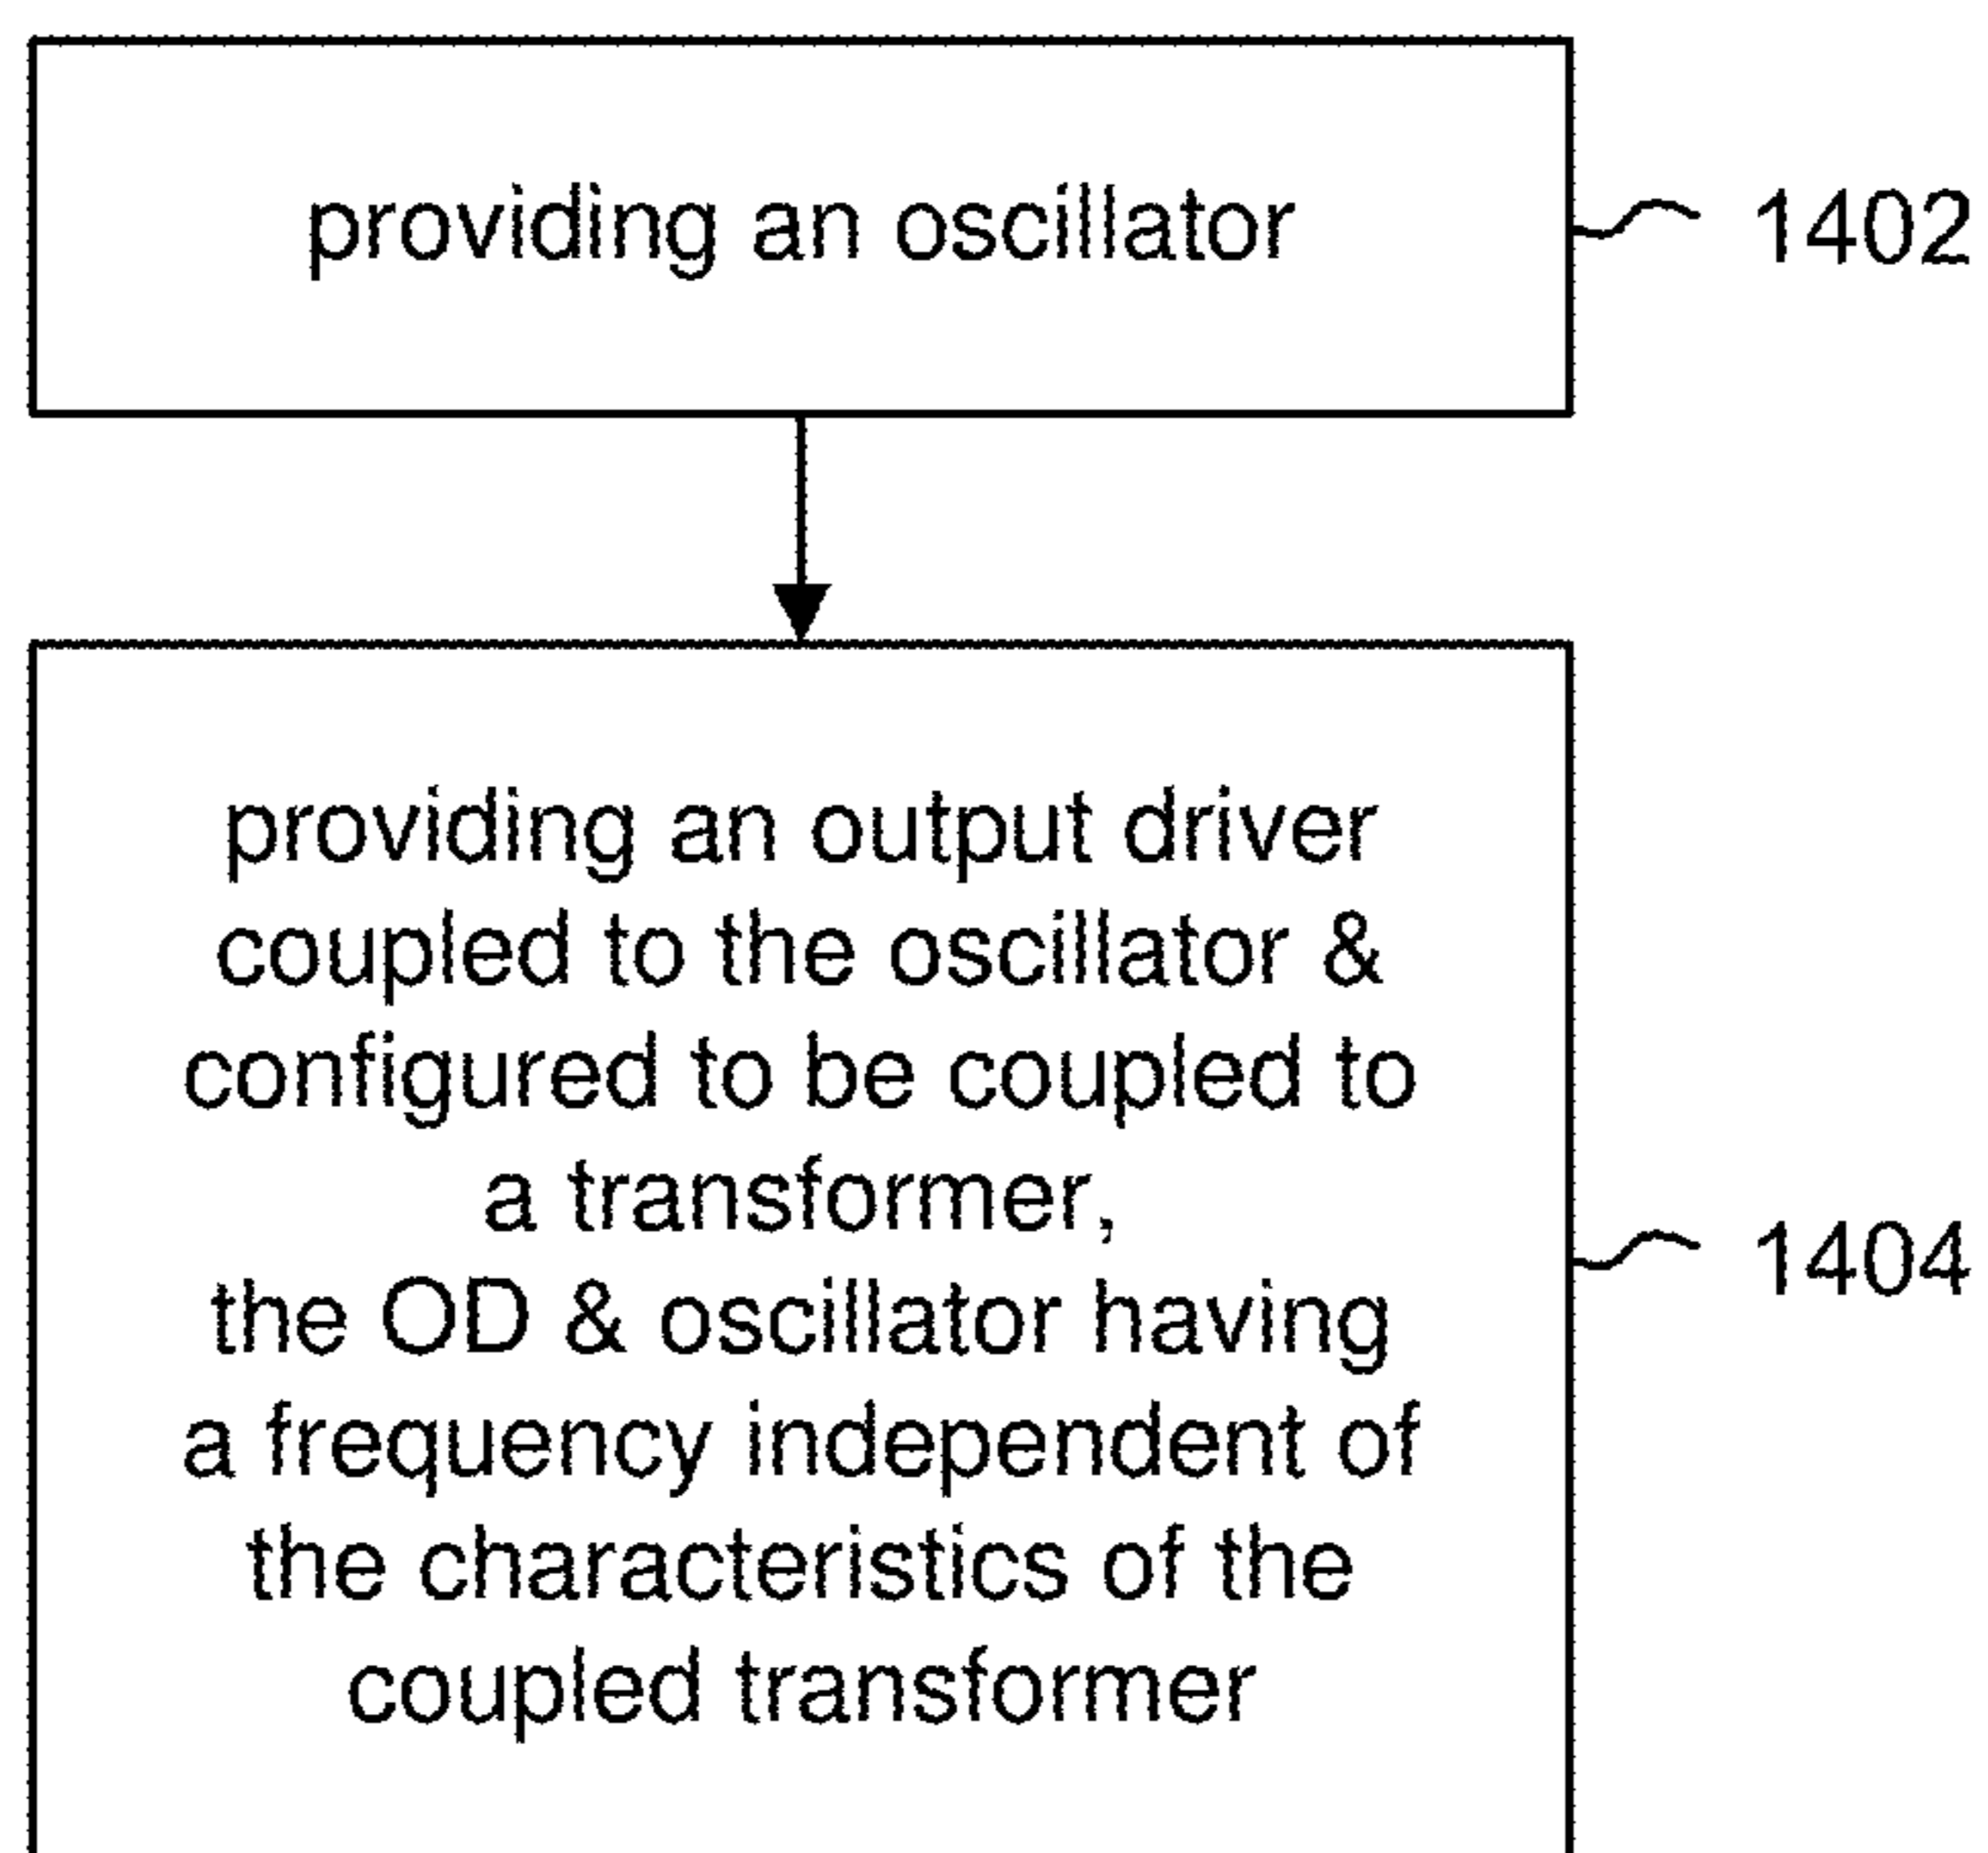 providing an oscillator
1402
providing an output driver
coupled to the oscillator &
configured to be coupled to
a transformer,
the OD & oscillator having
a frequency independent of
the characteristics of the
coupled transformer
1404